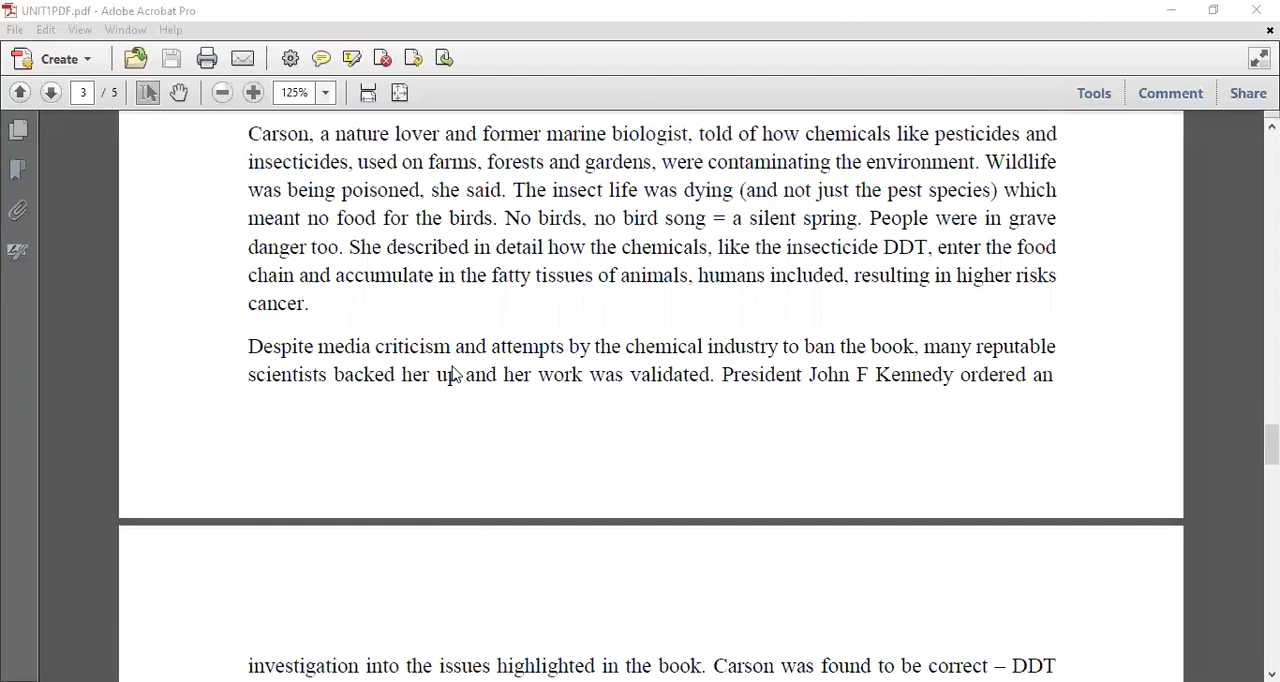 UNIT1PDF.pdf - Adobe Acrobat Pro
File Edit View Window Help
Create
3 / 5 125% Tools Comment Share
Carson, a nature lover and former marine biologist, told of how chemicals like pesticides and
insecticides, used on farms, forests and gardens, were contaminating the environment. Wildlife
was being poisoned, she said. The insect life was dying (and not just the pest species) which
meant no food for the birds. No birds, no bird song = a silent spring. People were in grave
danger too. She described in detail how the chemicals, like the insecticide DDT, enter the food
chain and accumulate in the fatty tissues of animals, humans included, resulting in higher risks
cancer.
Despite media criticism and attempts by the chemical industry to ban the book, many reputable
scientists backed her up and her work was validated. President John F Kennedy ordered an
investigation into the issues highlighted in the book. Carson was found to be correct – DDT